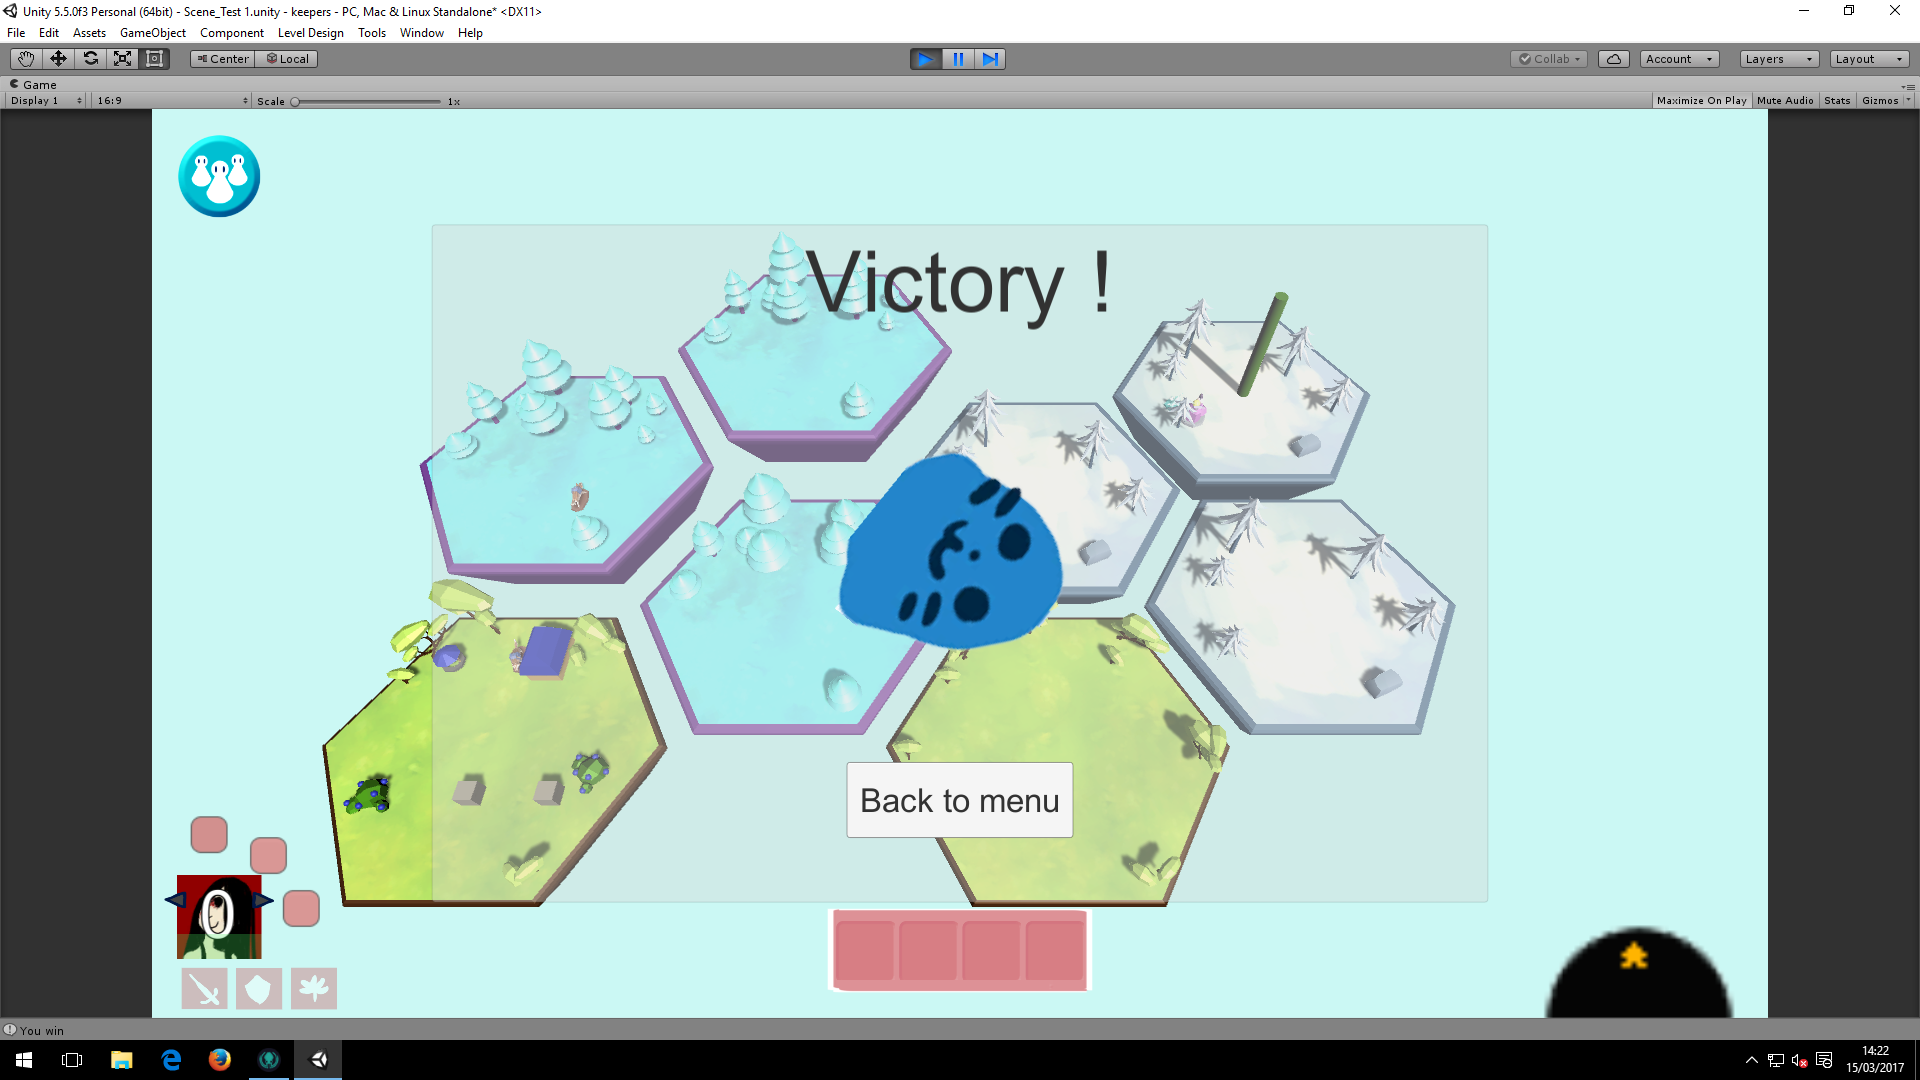 Unity 5.5.0f3 Personal (64bit) - Scene_Test 1.unity - keepers - PC, Mac & Linux Standalone* <DX11>
File Edit Assets GameObject Component Level Design Tools Window Help
Center Local Collab Account Layers Layout
Game
Display 1 16:9 Scale 1x Maximize On Play Mute Audio Stats Gizmos
Victory !
Back to menu
You win
14:22
15/03/2017